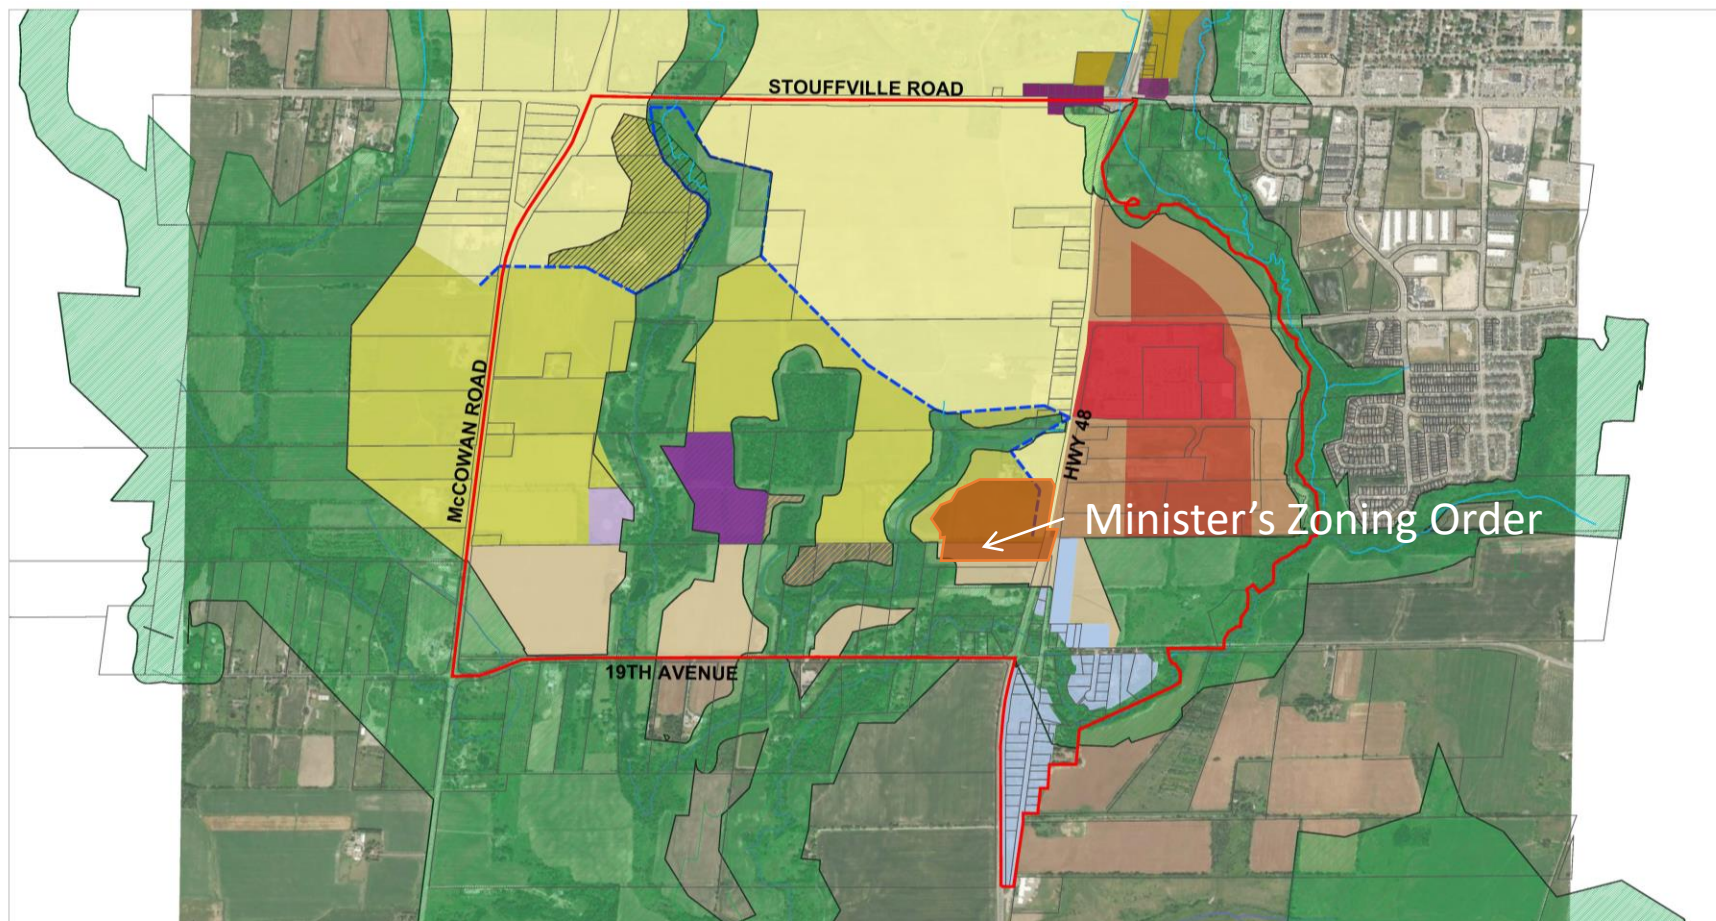 STOUFFVILLE ROAD
McCOWAN ROAD
HWY 48
Minister's Zoning Order
19TH AVENUE